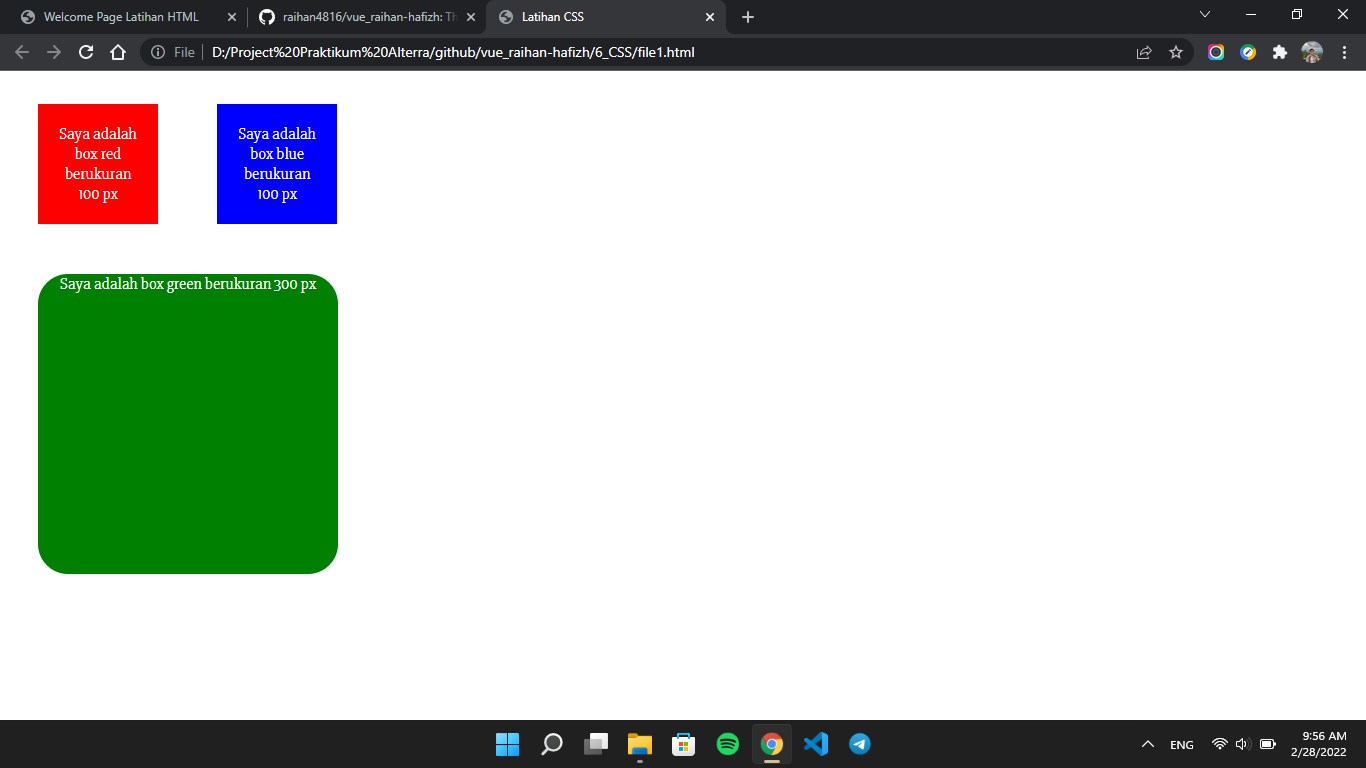 Welcome Page Latihan HTML
raihan4816/vue_raihan-hafizh: Th
Latihan CSS
File
D:/Project%20Praktikum%20Alterra/github/vue_raihan-hafizh/6_CSS/file1.html
Saya adalah
box red
berukuran
100 px
Saya adalah
box blue
berukuran
100 px
Saya adalah box green berukuran 300 px
ENG
9:56 AM
2/28/2022